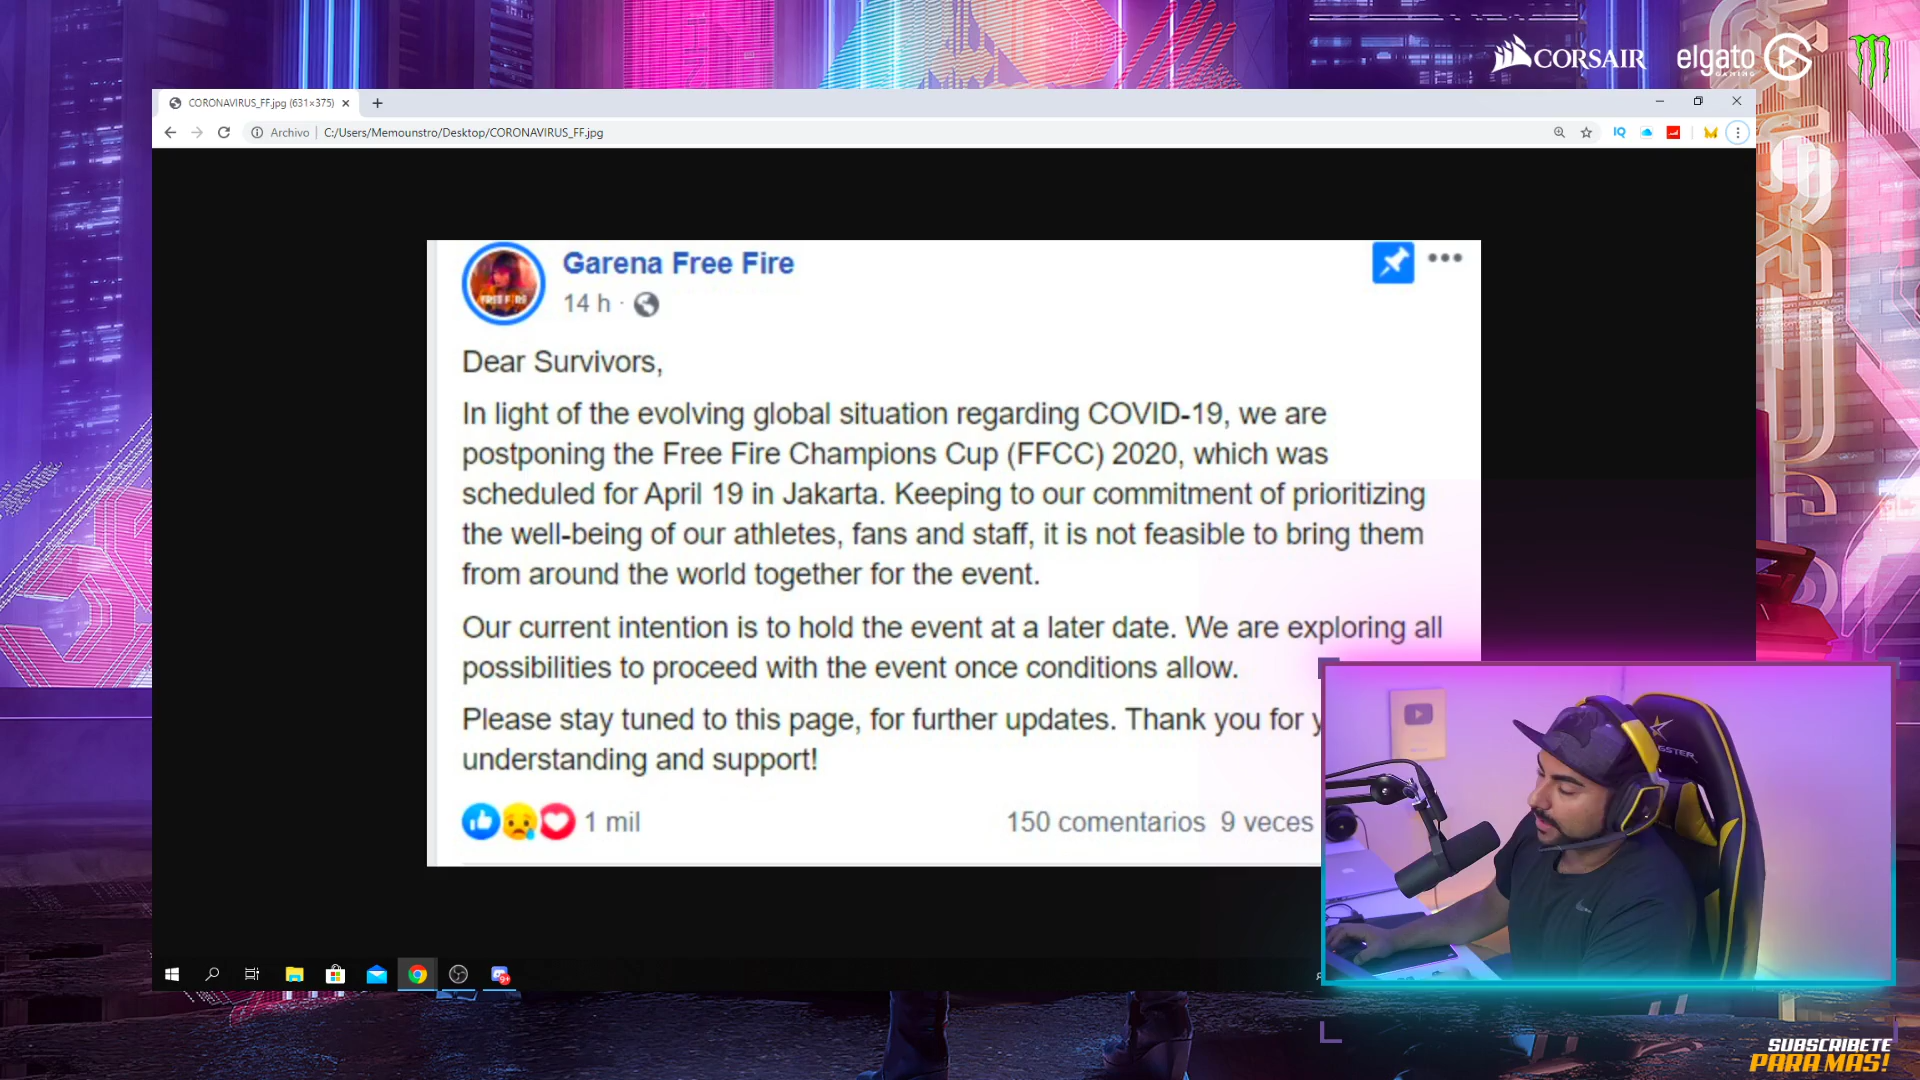 CORSAIR elgato
GAMING
CORONAVIRUS_FF.jpg (631×375)
Archivo | C:/Users/Memounstro/Desktop/CORONAVIRUS_FF.jpg
IQ
Garena Free Fire
14 h ·
FREE FIRE
Dear Survivors,
In light of the evolving global situation regarding COVID-19, we are
postponing the Free Fire Champions Cup (FFCC) 2020, which was
scheduled for April 19 in Jakarta. Keeping to our commitment of prioritizing
the well-being of our athletes, fans and staff, it is not feasible to bring them
from around the world together for the event.
Our current intention is to hold the event at a later date. We are exploring all
possibilities to proceed with the event once conditions allow.
Please stay tuned to this page, for further updates. Thank you for y
understanding and support!
1 mil 150 comentarios 9 veces
SUBSCRIBETE
PARA MAS!